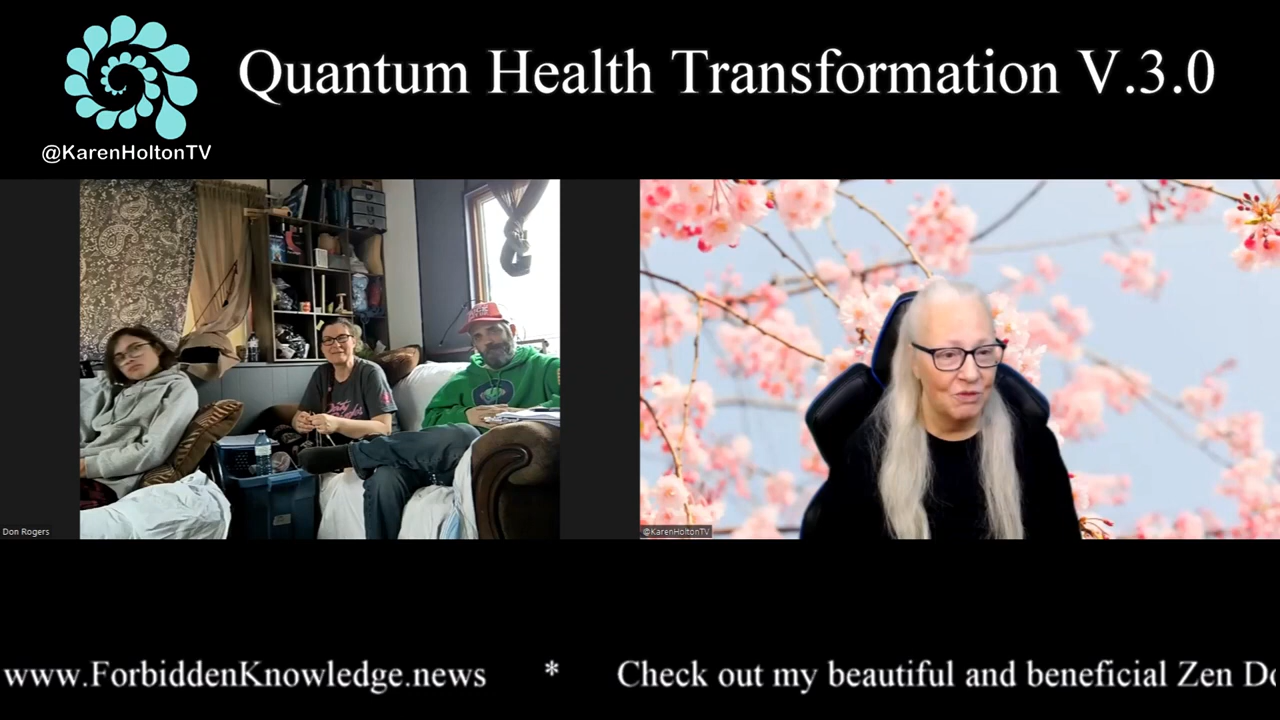 Quantum Health Transformation V.3.0
@KarenHoltonTV
Don Rogers
@KarenHoltonTV
www.ForbiddenKnowledge.news * Check out my beautiful and beneficial Zen Do